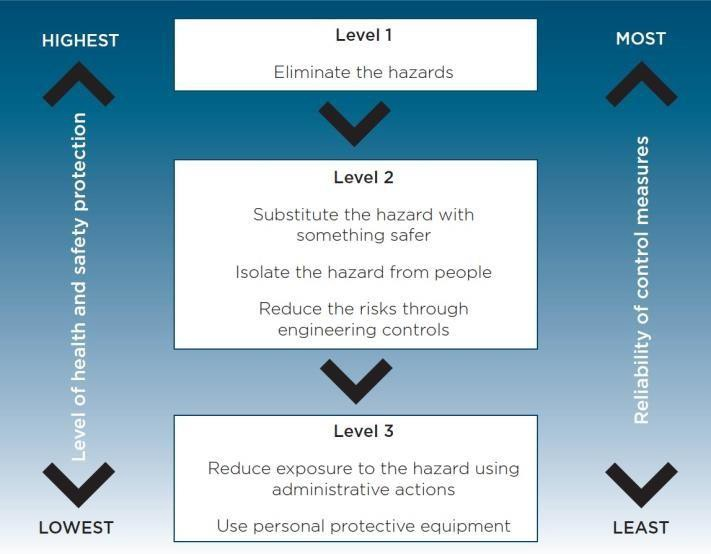 HIGHEST
MOST
Level 1
Eliminate the hazards
Level of health and safety protection
Reliability of control measures
Level 2
Substitute the hazard with
something safer
Isolate the hazard from people
Reduce the risks through
engineering controls
Level 3
Reduce exposure to the hazard using
administrative actions
Use personal protective equipment
LOWEST
LEAST